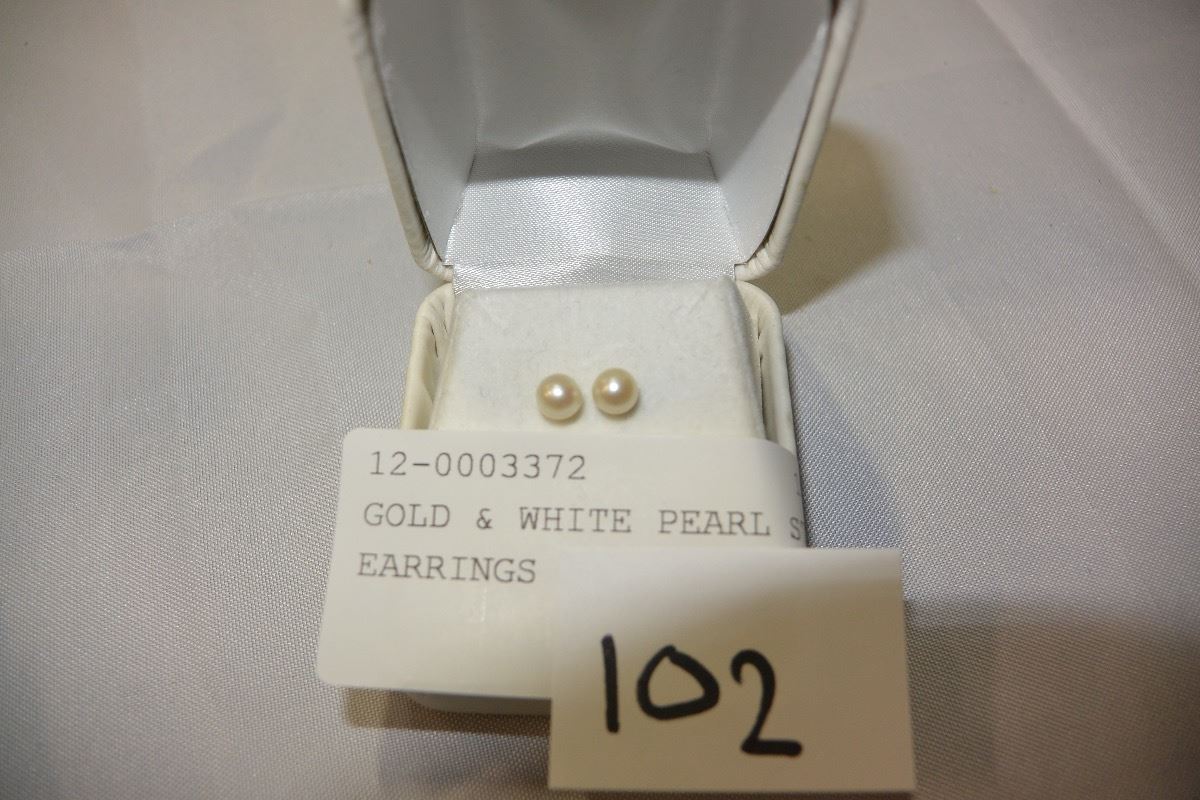 12-0003372
GOLD & WHITE PEARL
EARRINGS
102